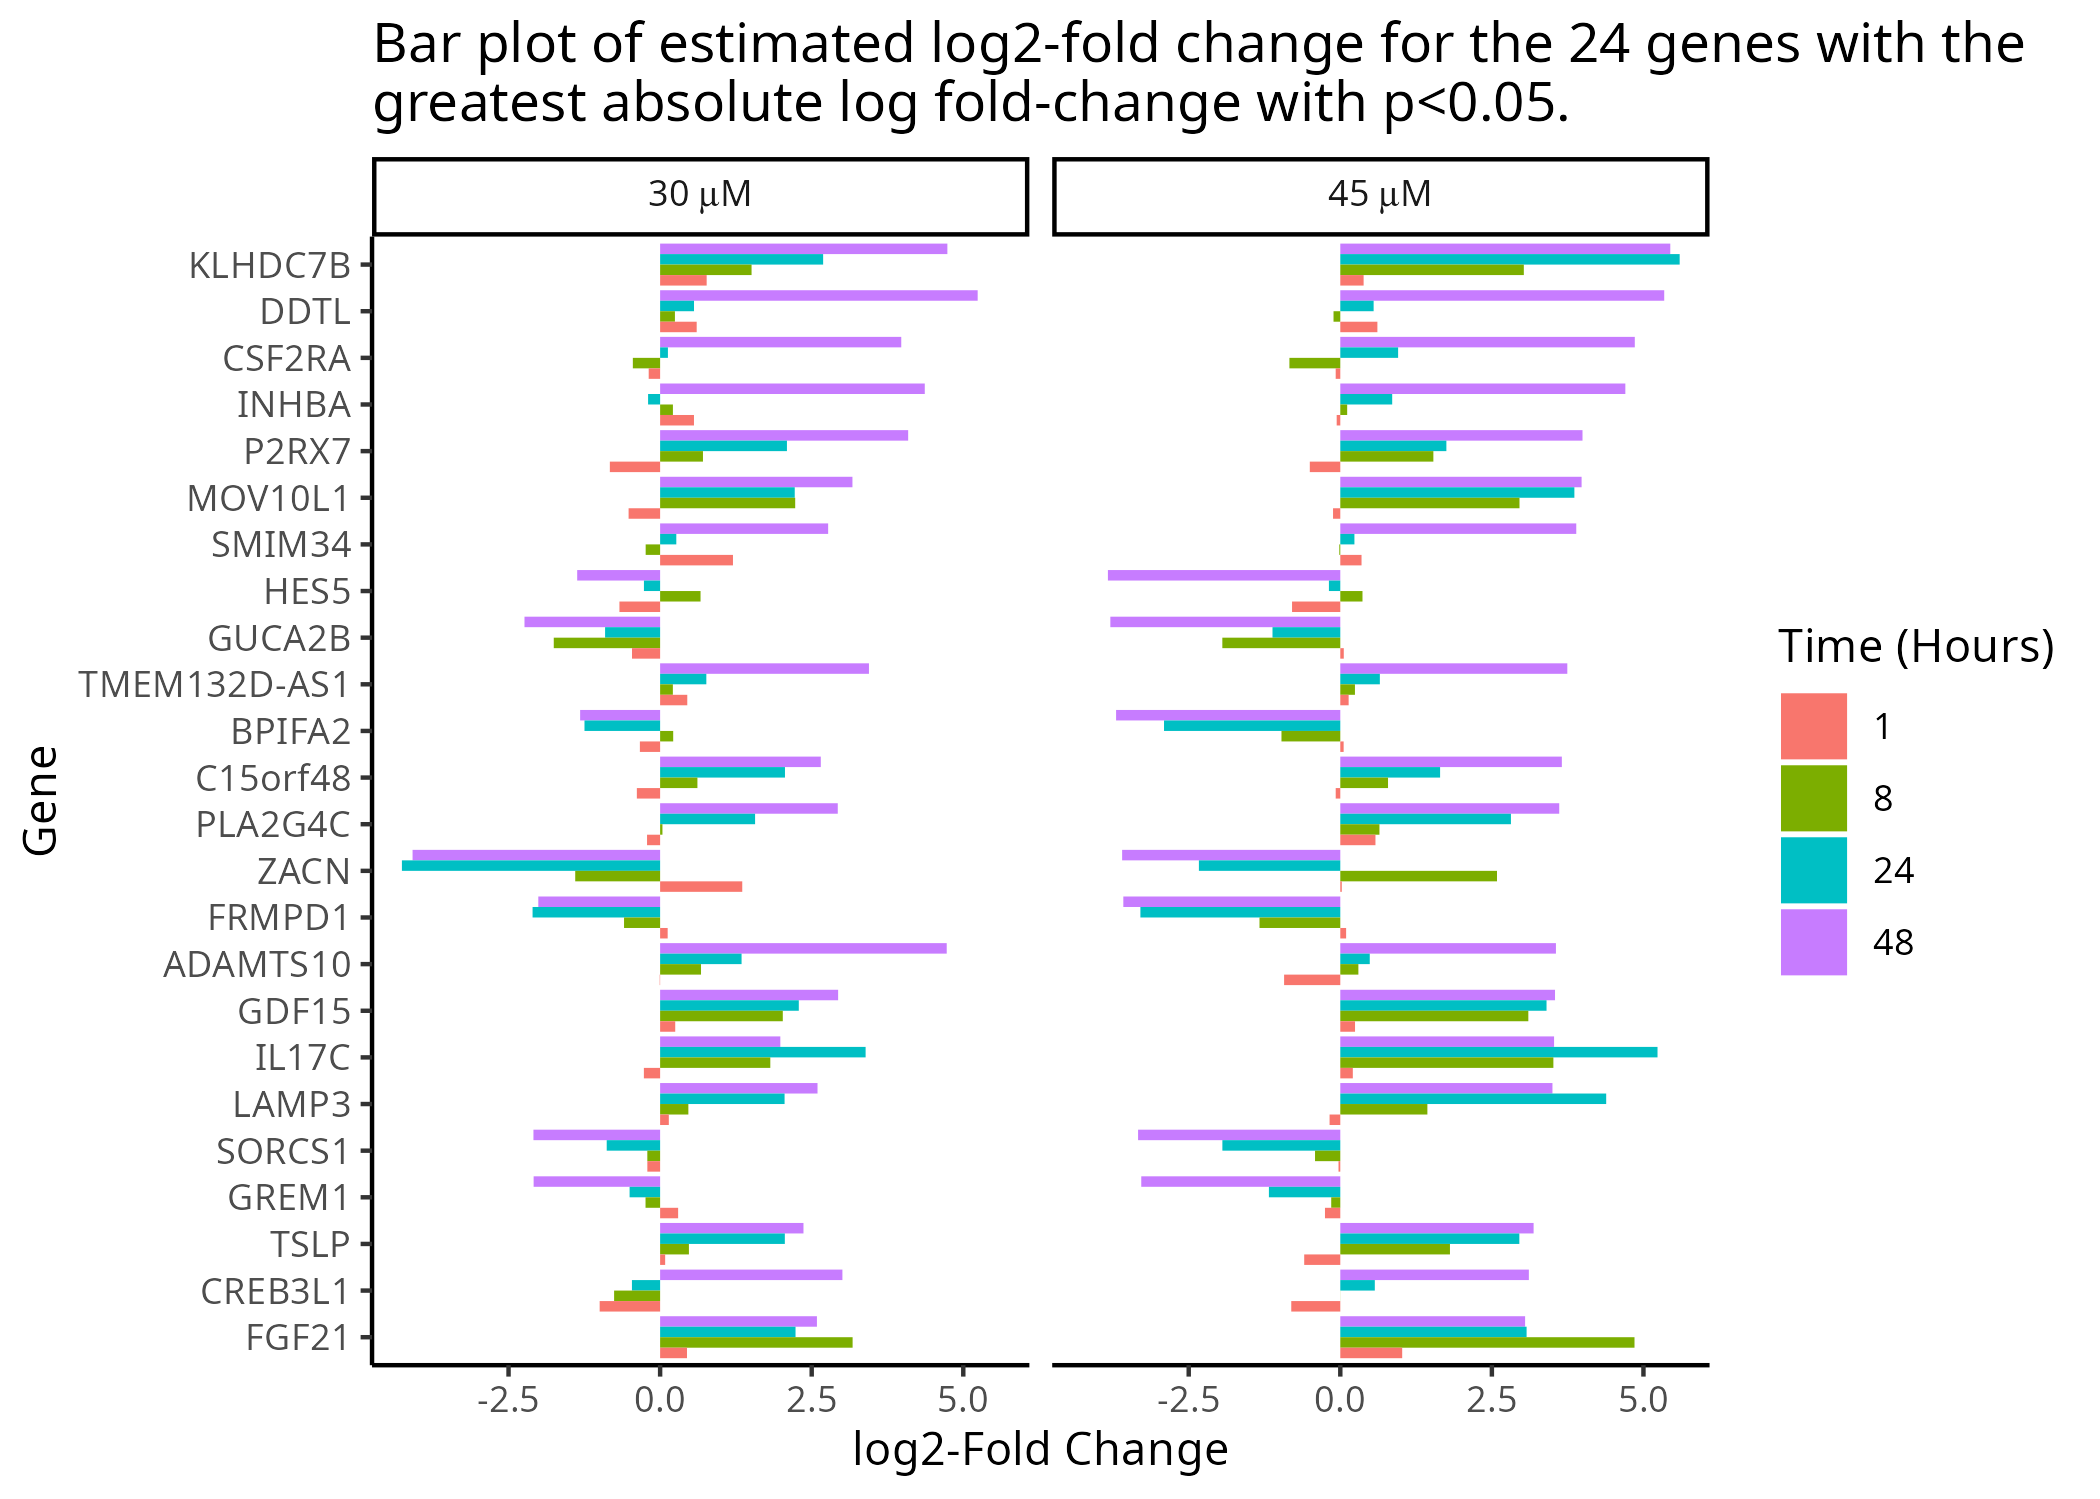 Bar plot of estimated log2-fold change for the 24 genes with the
greatest absolute log fold-change with p<0.05.
30 μM
45 μM
Gene
KLHDC7B
DDTL
CSF2RA
INHBA
P2RX7
MOV10L1
SMIM34
HES5
GUCA2B
TMEM132D-AS1
BPIFA2
C15orf48
PLA2G4C
ZACN
FRMPD1
ADAMTS10
GDF15
IL17C
LAMP3
SORCS1
GREM1
TSLP
CREB3L1
FGF21
-2.5 0.0 2.5 5.0
-2.5 0.0 2.5 5.0
log2-Fold Change
Time (Hours)
1
8
24
48